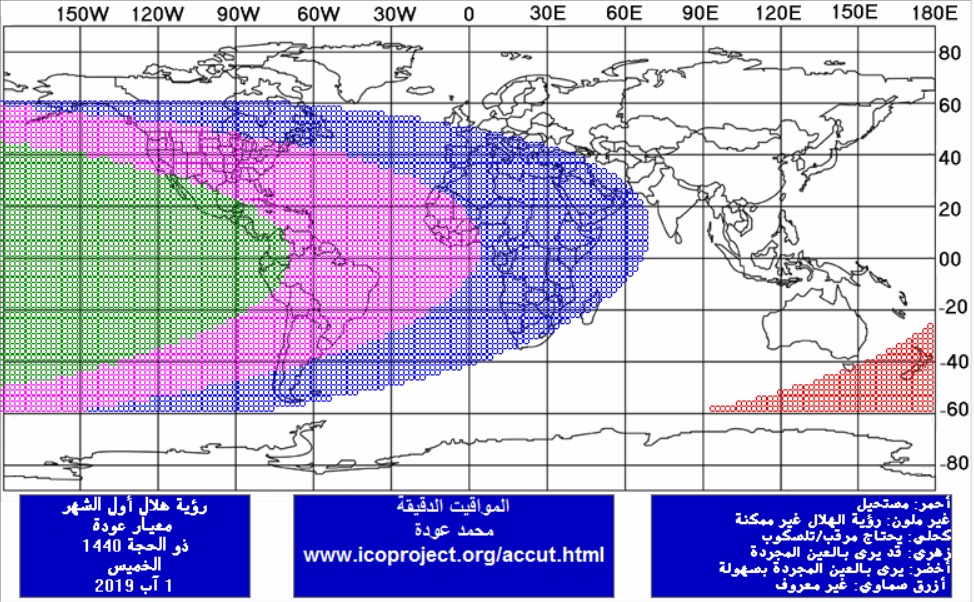 150W 120W 90W 60W 30W 0 30E 60E 90E 120E 150E 180E
80
60
40
20
00
-20
-40
-60
-80
رؤية هلال أول الشهر
معيار عودة
ذو الحجة 1440
الخميس
1 آب 2019
المواقيت الدقيقة
محمد عودة
www.icoproject.org/accut.html
أحمر: مستحيل
غير ملون: رؤية الهلال غير ممكنة
كحلي: يحتاج مرقب/تلسكوب
زهري: قد يرى بالعين المجردة
أخضر: يرى بالعين المجردة بصهولة
أزرق صماوي: غير معروف